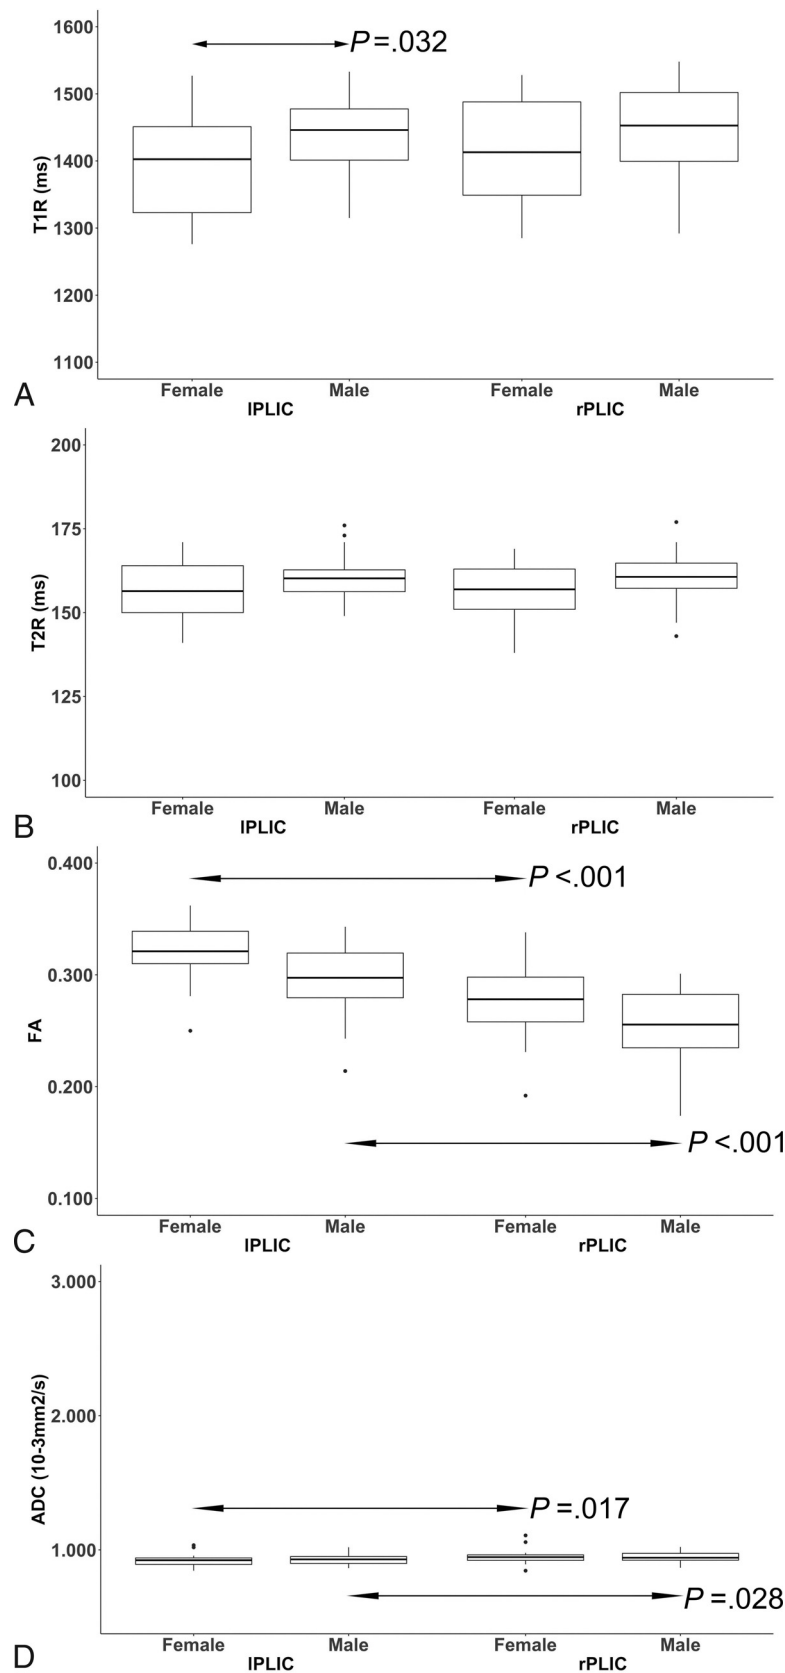 1600
P =.032
1500
1400
T1R (ms)
1300
1200
1100
Female Male Female Male
A lPLIC rPLIC
200
175
T2R (ms)
150
125
100
Female Male Female Male
B lPLIC rPLIC
0.400
P <.001
0.300
FA
0.200
P <.001
0.100
Female Male Female Male
C lPLIC rPLIC
3.000
2.000
ADC (10-3mm2/s)
P =.017
1.000
P =.028
Female Male Female Male
D lPLIC rPLIC